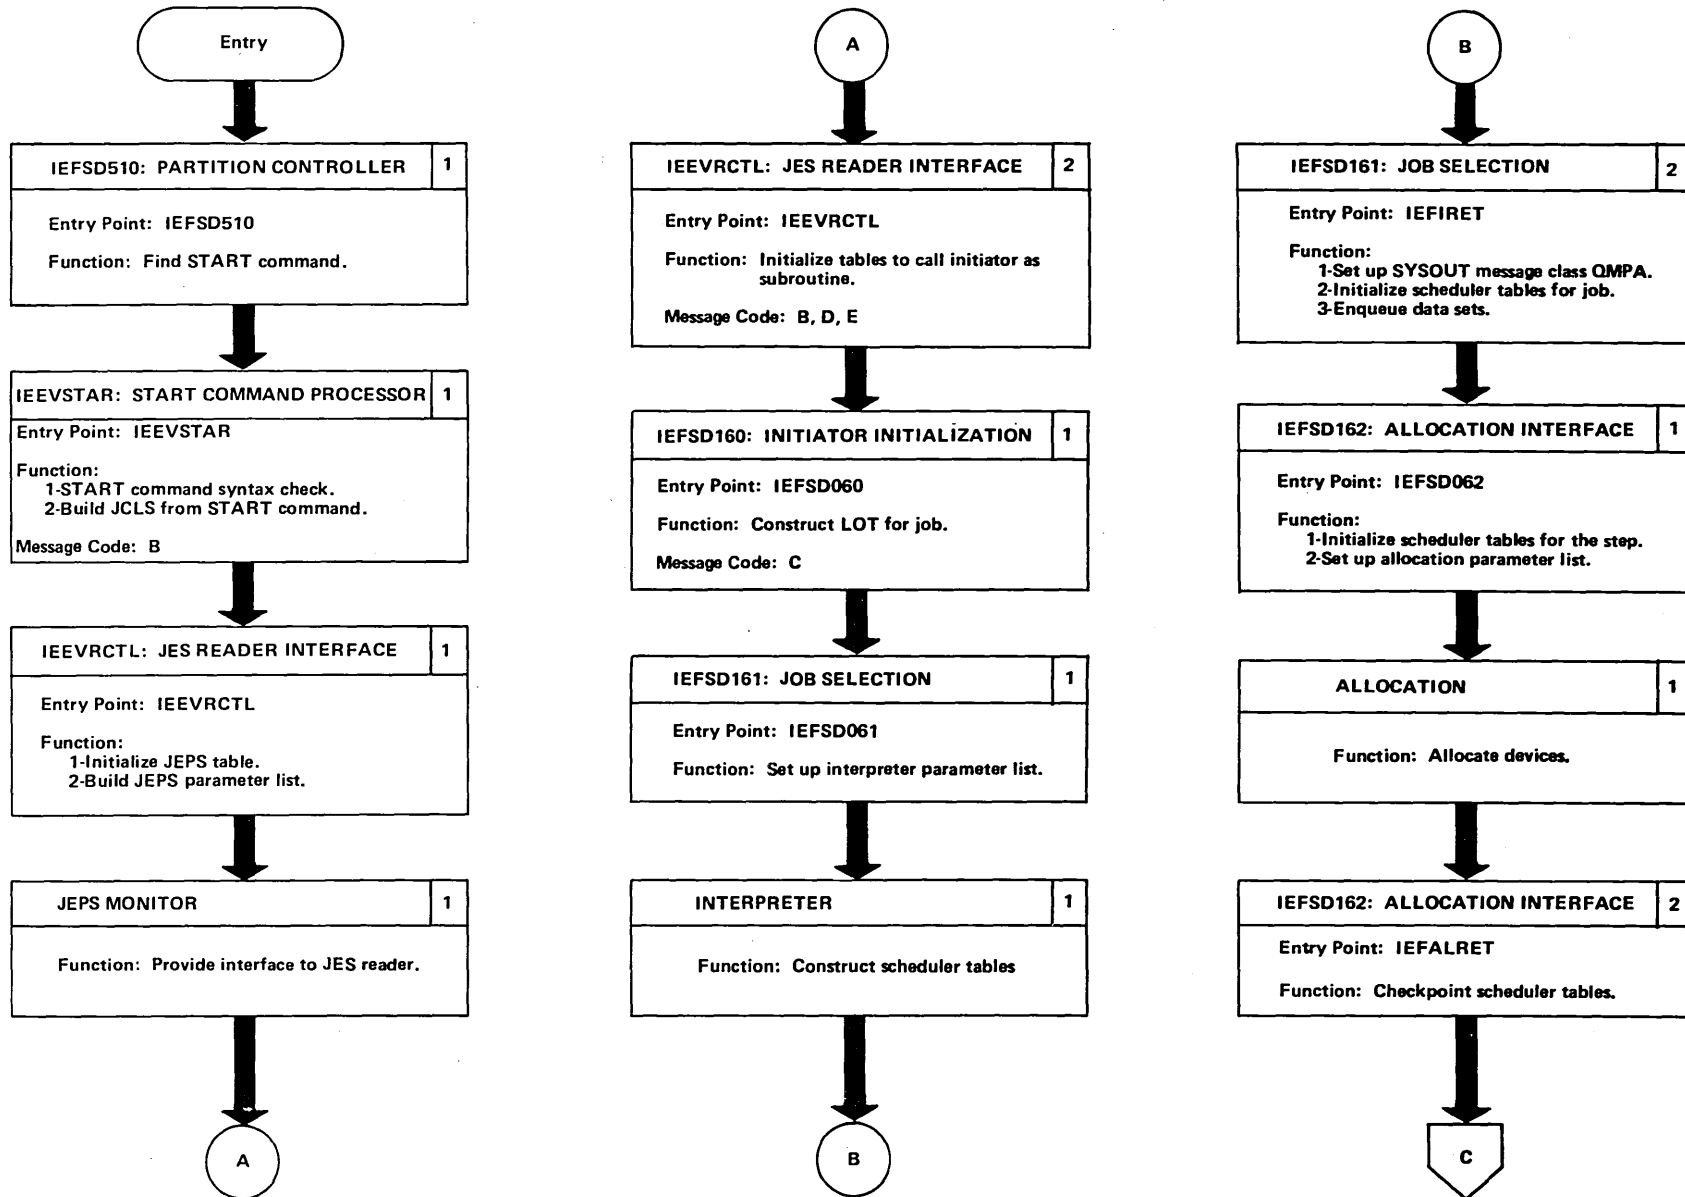 Entry
IEFSD510: PARTITION CONTROLLER 1
Entry Point: IEFSD510
Function: Find START command.
IEEVSTAR: START COMMAND PROCESSOR 1
Entry Point: IEEVSTAR
Function:
1-START command syntax check.
2-Build JCLS from START command.
Message Code: B
IEEVRCTL: JES READER INTERFACE 1
Entry Point: IEEVRCTL
Function:
1-Initialize JEPS table.
2-Build JEPS parameter list.
JEPS MONITOR 1
Function: Provide interface to JES reader.
A
A
IEEVRCTL: JES READER INTERFACE 2
Entry Point: IEEVRCTL
Function: Initialize tables to call initiator as
subroutine.
Message Code: B, D, E
IEFSD160: INITIATOR INITIALIZATION 1
Entry Point: IEFSD060
Function: Construct LOT for job.
Message Code: C
IEFSD161: JOB SELECTION 1
Entry Point: IEFSD061
Function: Set up interpreter parameter list.
INTERPRETER 1
Function: Construct scheduler tables
B
B
IEFSD161: JOB SELECTION 2
Entry Point: IEFIRET
Function:
1-Set up SYSOUT message class QMPA.
2-Initialize scheduler tables for job.
3-Enqueue data sets.
IEFSD162: ALLOCATION INTERFACE 1
Entry Point: IEFSD062
Function:
1-Initialize scheduler tables for the step.
2-Set up allocation parameter list.
ALLOCATION 1
Function: Allocate devices.
IEFSD162: ALLOCATION INTERFACE 2
Entry Point: IEFALRET
Function: Checkpoint scheduler tables.
C